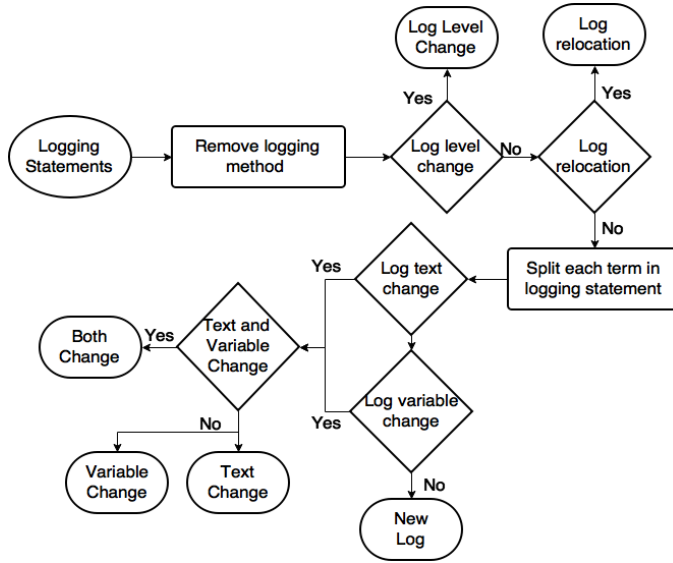 Log Level
Change
Log
relocation
Yes
Yes
Logging
Statements
Remove logging
method
Log level
change
No
Log
relocation
No
Split each term in
logging statement
Log text
change
Yes
Text and
Variable
Change
Yes
Both
Change
Log variable
change
Yes
No
Variable
Change
Text
Change
No
New
Log